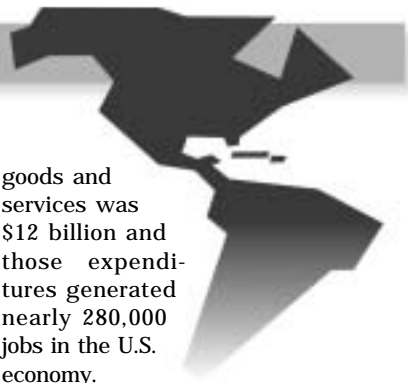 goods and
services was
$12 billion and
those expendi-
tures generated
nearly 280,000
jobs in the U.S.
economy.